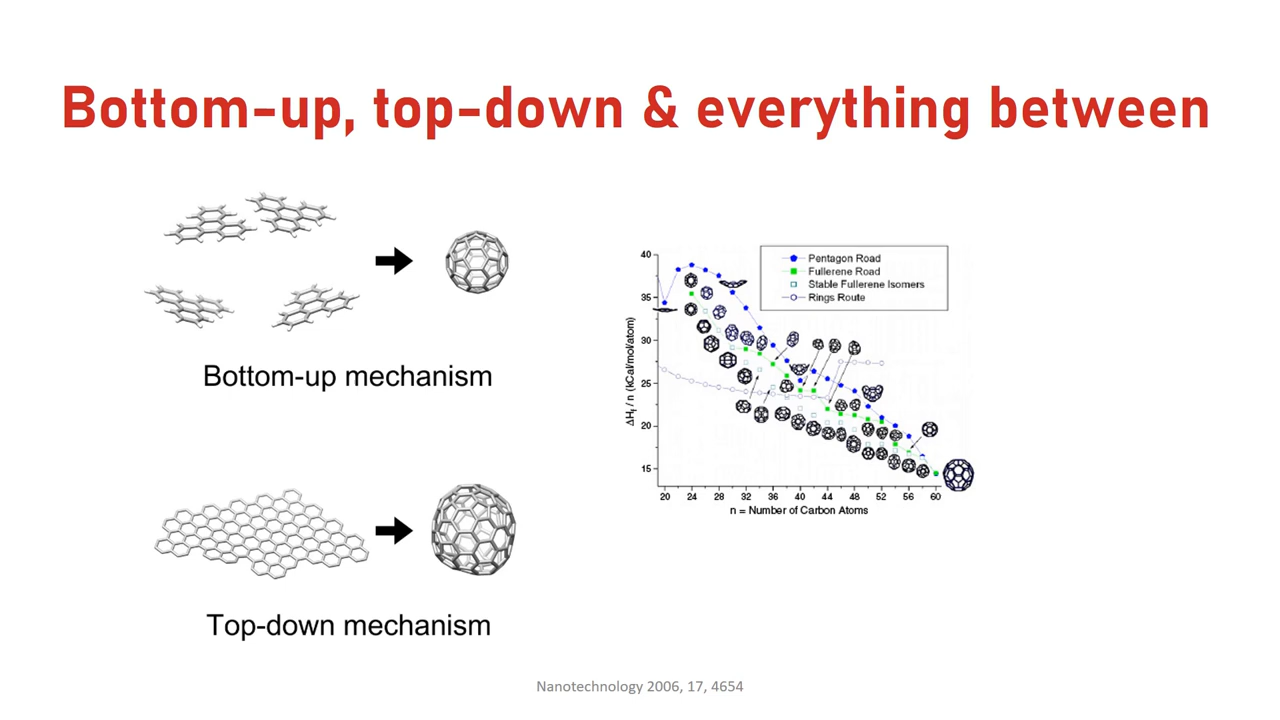 Bottom-up, top-down & everything between
Bottom-up mechanism
Top-down mechanism
40
35
30
25
20
15
ΔHf / n (kCal/mol/atom)
Pentagon Road
Fullerene Road
Stable Fullerene Isomers
Rings Route
20 24 28 32 36 40 44 48 52 56 60
n = Number of Carbon Atoms
Nanotechnology 2006, 17, 4654